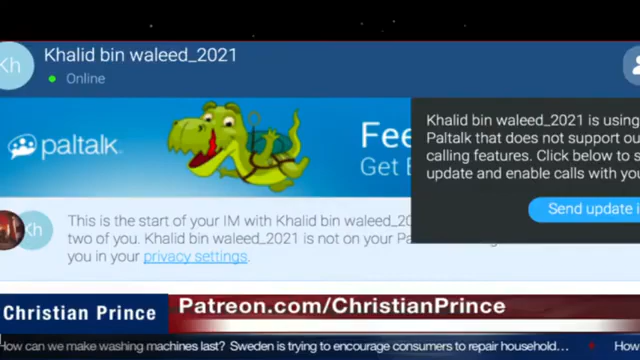 Kh
Khalid bin waleed_2021
Online
paltalk
Fee
Get
Khalid bin waleed_2021 is using
Paltalk that does not support ou
calling features. Click below to s
update and enable calls with you
Send update i
This is the start of your IM with Khalid bin waleed_20
two of you. Khalid bin waleed_2021 is not on your Pa
you in your privacy settings.
Kh
Christian Prince
Patreon.com/ChristianPrince
How can we make washing machines last? Sweden is trying to encourage consumers to repair household...
How